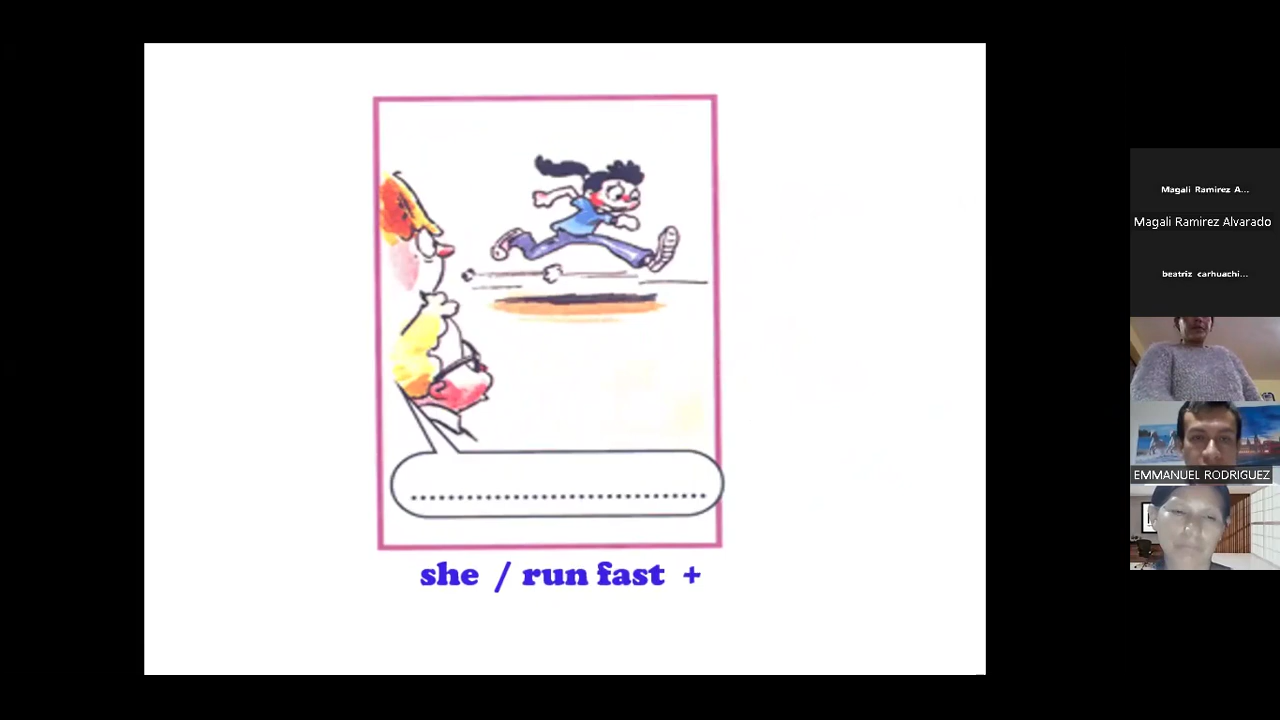 she / run fast +
Magali Ramirez A...
Magali Ramirez Alvarado
beatriz carhuachi...
EMMANUEL RODRIGUEZ